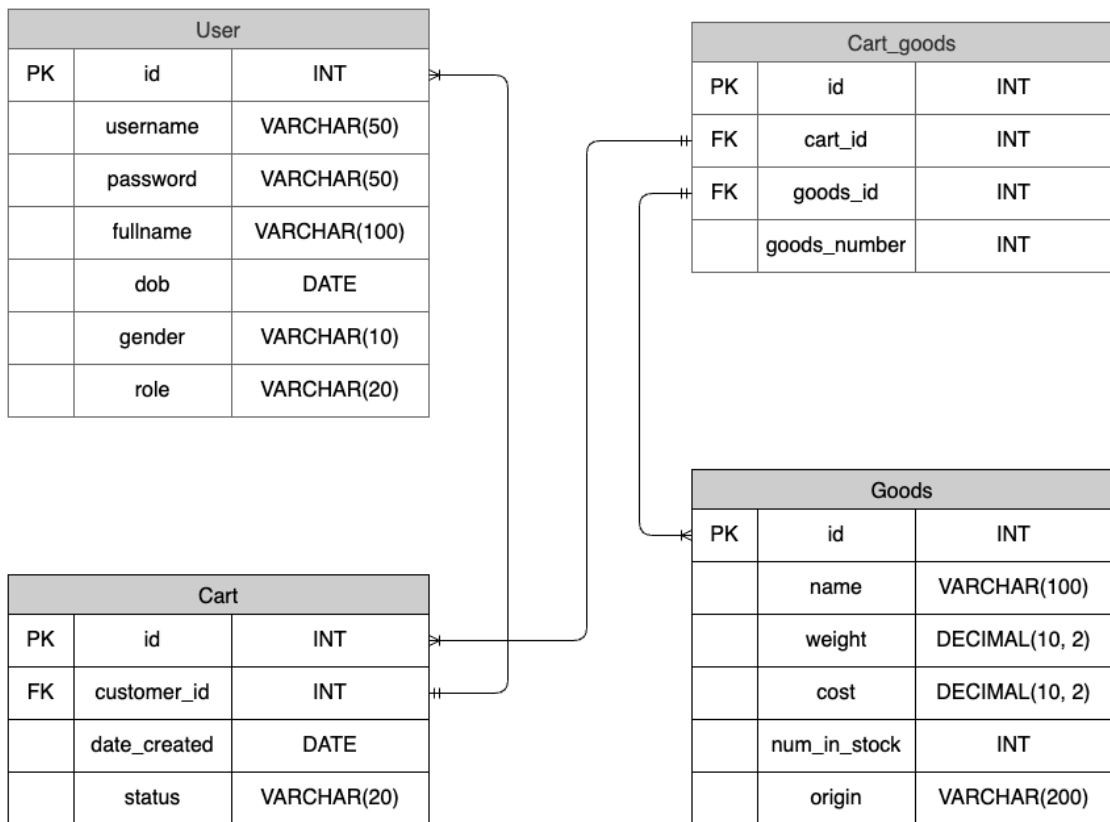 User
PK id INT
username VARCHAR(50)
password VARCHAR(50)
fullname VARCHAR(100)
dob DATE
gender VARCHAR(10)
role VARCHAR(20)
Cart_goods
PK id INT
FK cart_id INT
FK goods_id INT
goods_number INT
Cart
PK id INT
FK customer_id INT
date_created DATE
status VARCHAR(20)
Goods
PK id INT
name VARCHAR(100)
weight DECIMAL(10, 2)
cost DECIMAL(10, 2)
num_in_stock INT
origin VARCHAR(200)